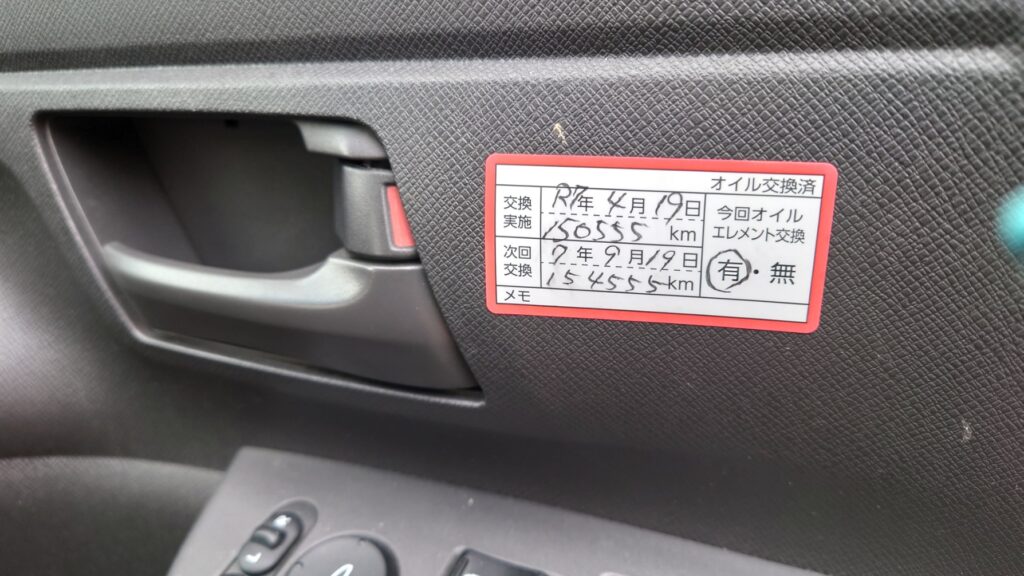 オイル交換済
交換実施 R7年 4月 19日
150555 km
次回交換 7年 9月 19日
154555km
今回オイル
エレメント交換
有・無
メモ
L